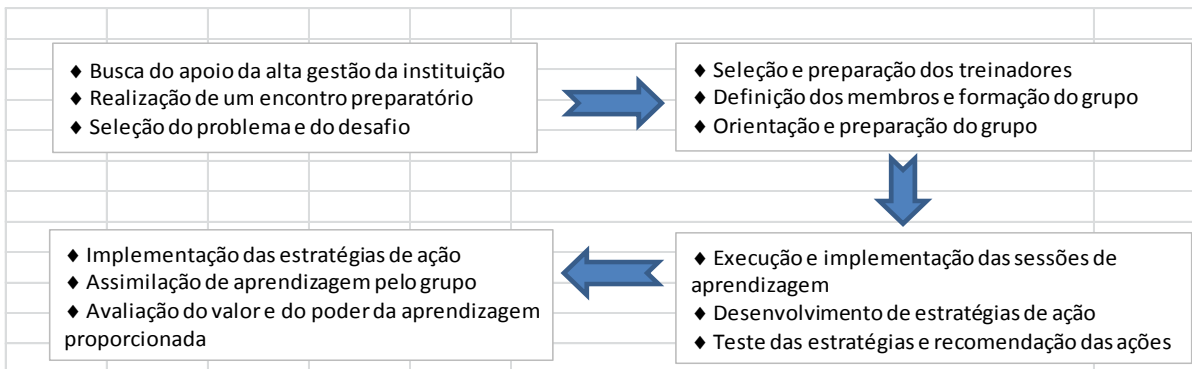 ♦ Busca do apoio da alta gestão da instituição
♦ Realização de um encontro preparatório
♦ Seleção do problema e do desafio
♦ Seleção e preparação dos treinadores
♦ Definição dos membros e formação do grupo
♦ Orientação e preparação do grupo
♦ Execução e implementação das sessões de
aprendizagem
♦ Desenvolvimento de estratégias de ação
♦ Teste das estratégias e recomendação das ações
♦ Implementação das estratégias de ação
♦ Assimilação de aprendizagem pelo grupo
♦ Avaliação do valor e do poder da aprendizagem
proporcionada